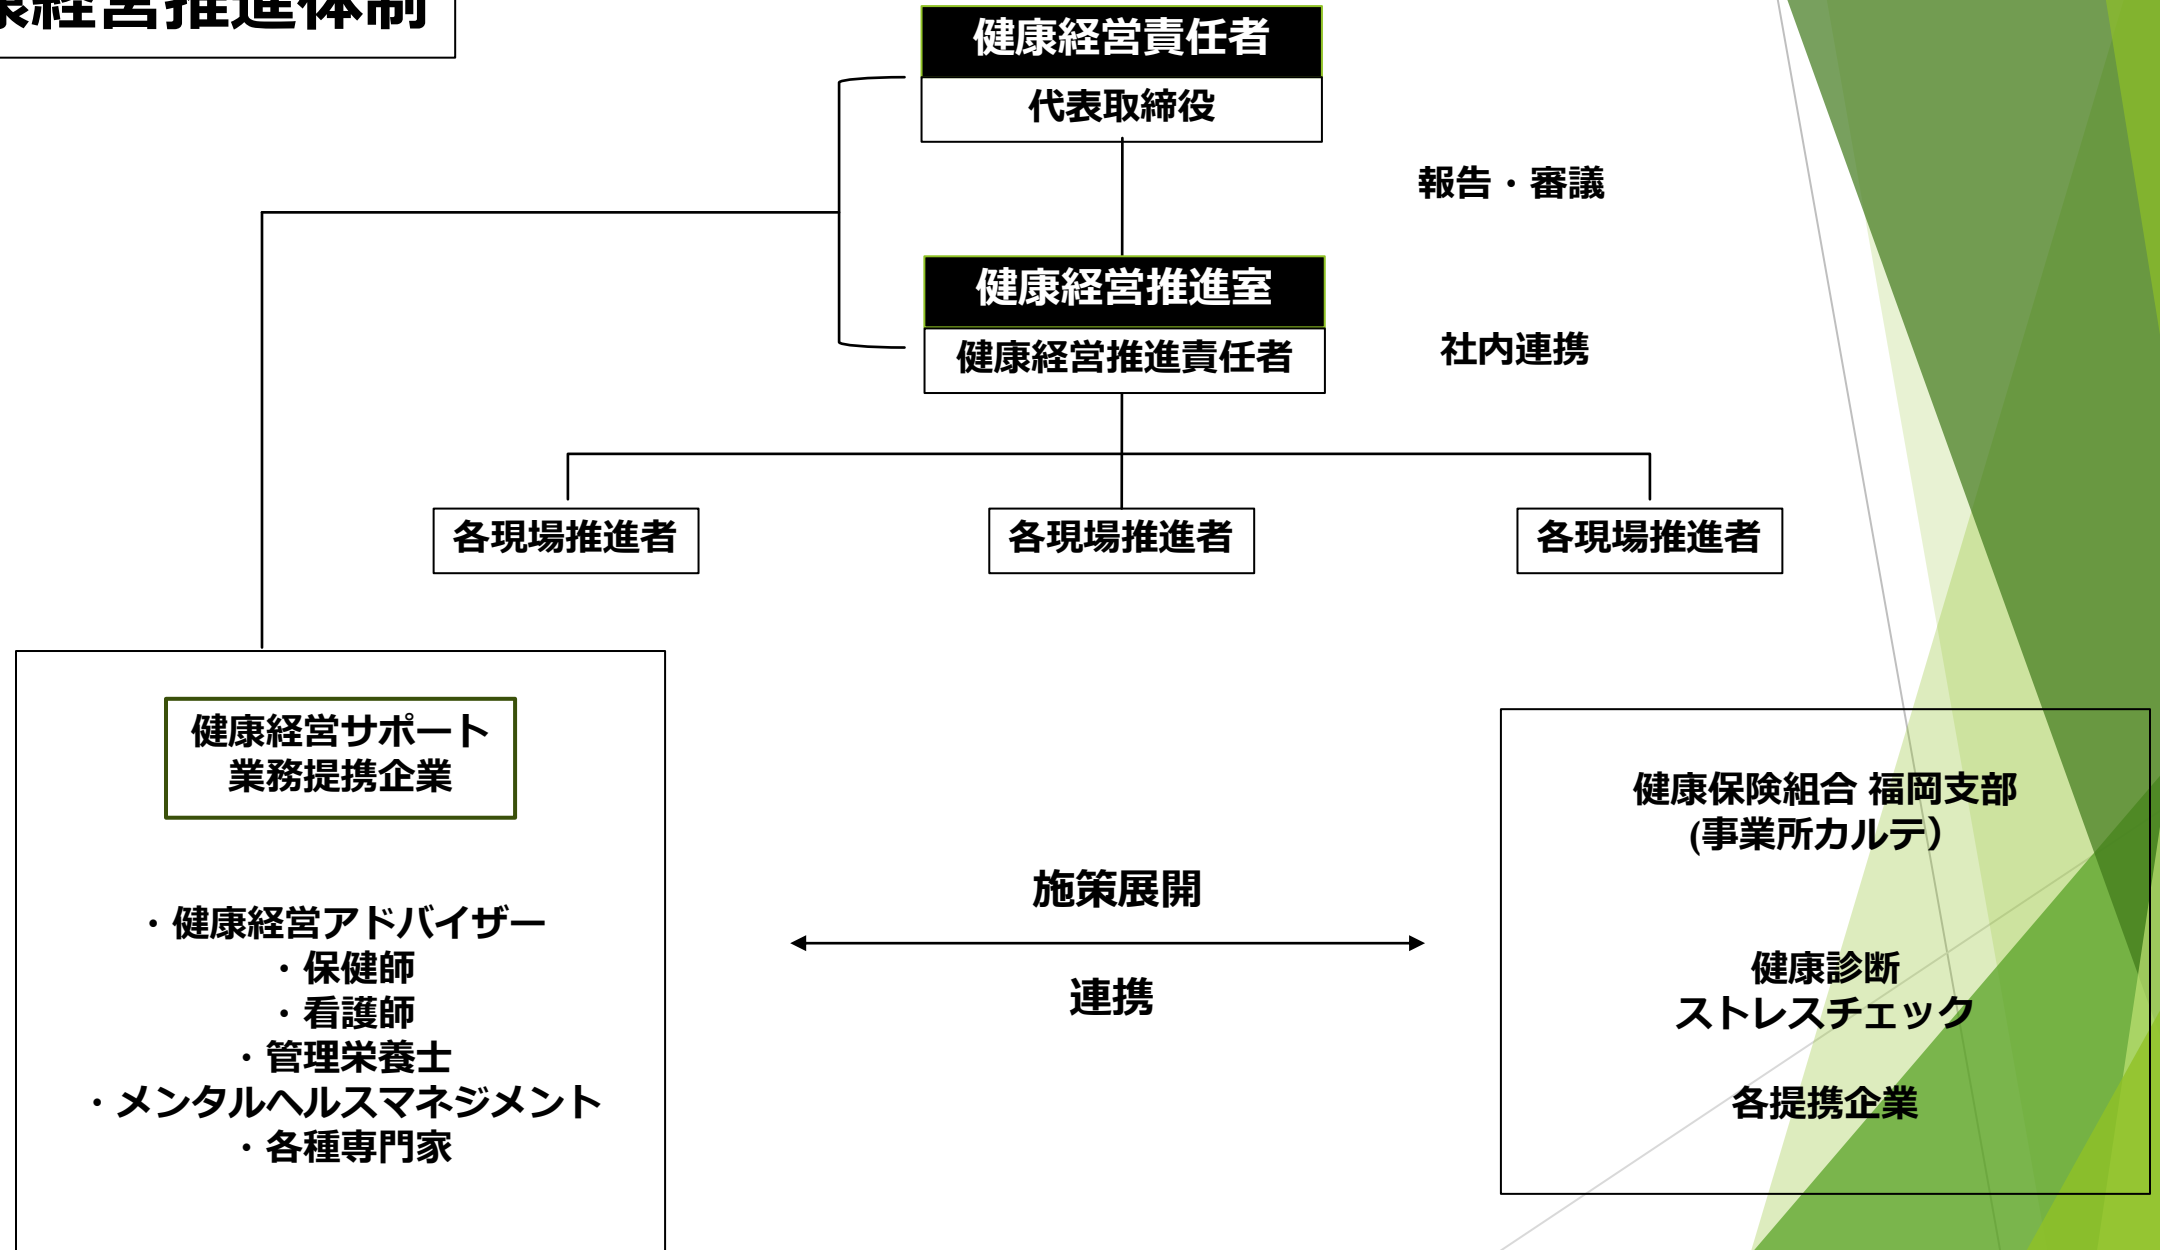 康経営推進体制
健康経営責任者
代表取締役
報告・審議
健康経営推進室
健康経営推進責任者
社内連携
各現場推進者
各現場推進者
各現場推進者
健康経営サポート
業務提携企業
・健康経営アドバイザー
・保健師
・看護師
・管理栄養士
・メンタルヘルスマネジメント
・各種専門家
施策展開
連携
健康保険組合 福岡支部
(事業所カルテ）
健康診断
ストレスチェック
各提携企業